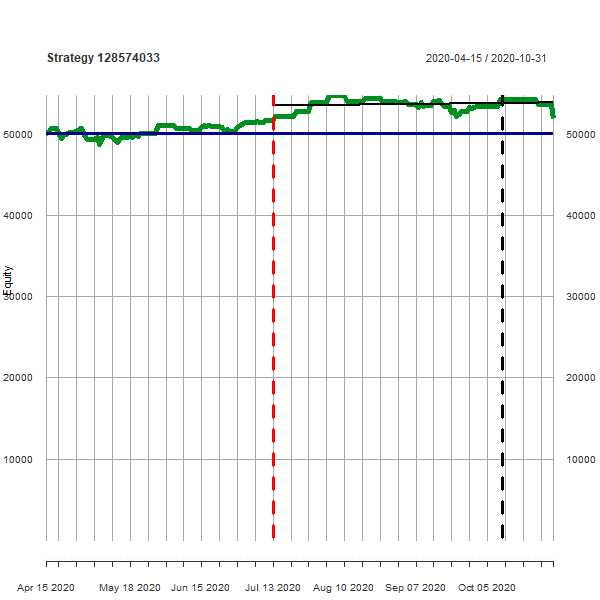 Strategy 128574033
2020-04-15 / 2020-10-31
50000
50000
40000
40000
Equity
30000
30000
20000
20000
10000
10000
Apr 15 2020
May 18 2020
Jun 15 2020
Jul 13 2020
Aug 10 2020
Sep 07 2020
Oct 05 2020